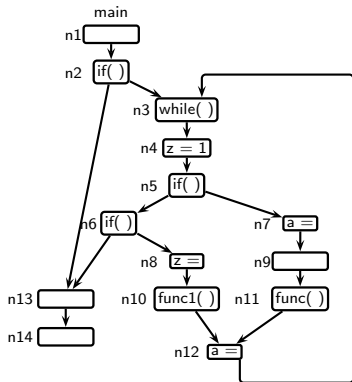 main
n1
n2 if( )
n3 while( )
n4 z = 1
n5 if( )
n6 if( )
n7 a =
n8 z =
n9
n10 func1( )
n11 func( )
n13
n14
n12 a =